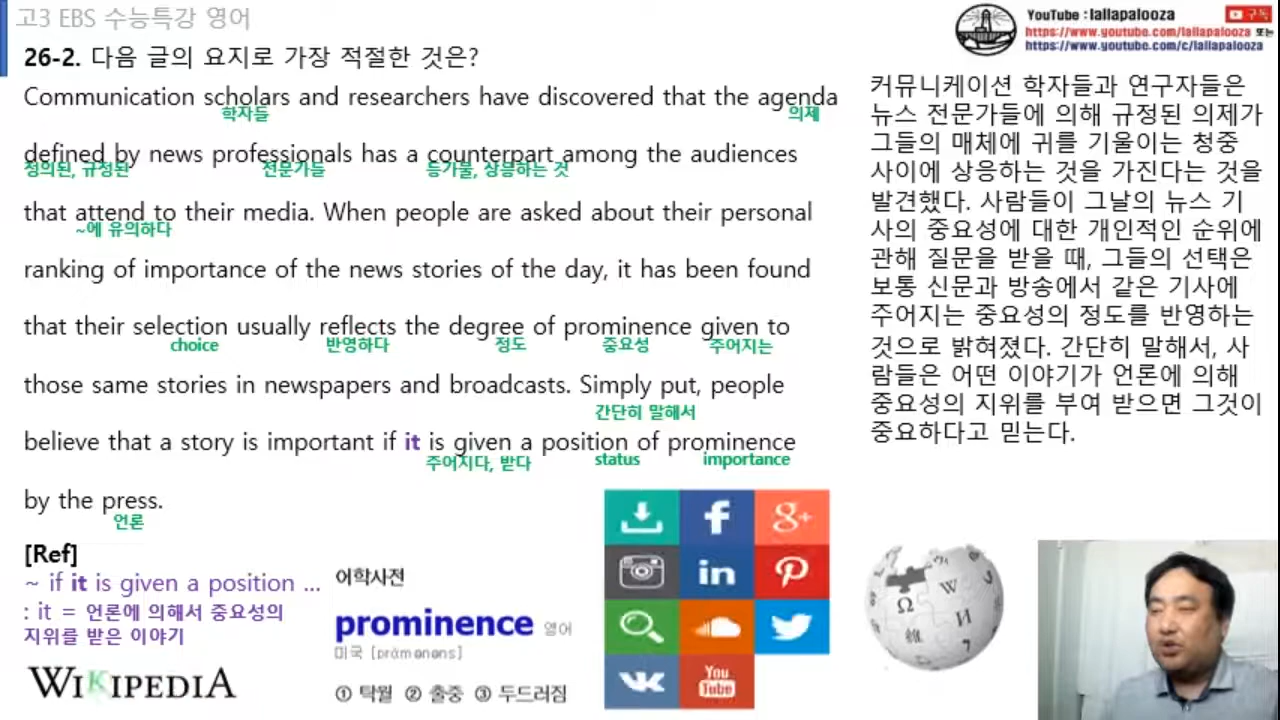 고3 EBS 수능특강 영어
YouTube : lallapalooza
구독
https://www.youtube.com/lallapalooza 또는
https://www.youtube.com/c/lallapalooza
26-2. 다음 글의 요지로 가장 적절한 것은?
Communication scholars and researchers have discovered that the agenda
학자들 의제
defined by news professionals has a counterpart among the audiences
정의된, 규정된 전문가들 등가물, 상응하는 것
that attend to their media. When people are asked about their personal
~에 유의하다
ranking of importance of the news stories of the day, it has been found
that their selection usually reflects the degree of prominence given to
choice 반영하다 정도 중요성 주어지는
those same stories in newspapers and broadcasts. Simply put, people
간단히 말해서
believe that a story is important if it is given a position of prominence
주어지다, 받다 status importance
by the press.
언론
커뮤니케이션 학자들과 연구자들은
뉴스 전문가들에 의해 규정된 의제가
그들의 매체에 귀를 기울이는 청중
사이에 상응하는 것을 가진다는 것을
발견했다. 사람들이 그날의 뉴스 기
사의 중요성에 대한 개인적인 순위에
관해 질문을 받을 때, 그들의 선택은
보통 신문과 방송에서 같은 기사에
주어지는 중요성의 정도를 반영하는
것으로 밝혀졌다. 간단히 말해서, 사
람들은 어떤 이야기가 언론에 의해
중요성의 지위를 부여 받으면 그것이
중요하다고 믿는다.
[Ref]
~ if it is given a position ...
: it = 언론에 의해서 중요성의
지위를 받은 이야기
WIKIPEDIA
어학사전
prominence 영어
미국 [prámənəns]
① 탁월 ② 출중 ③ 두드러짐
f g+
in
You
Tube
Ω W И